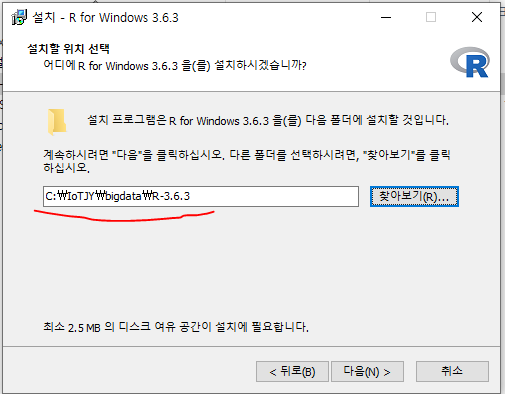 설치 - R for Windows 3.6.3
설치할 위치 선택
어디에 R for Windows 3.6.3 을(를) 설치하시겠습니까?
R
설치 프로그램은 R for Windows 3.6.3 을(를) 다음 폴더에 설치할 것입니다.
계속하시려면 "다음"을 클릭하십시오. 다른 폴더를 선택하시려면, "찾아보기"를 클릭
하십시오.
C:₩IoTJY₩bigdata₩R-3.6.3
찾아보기(R)...
최소 2.5 MB 의 디스크 여유 공간이 설치에 필요합니다.
< 뒤로(B)
다음(N) >
취소